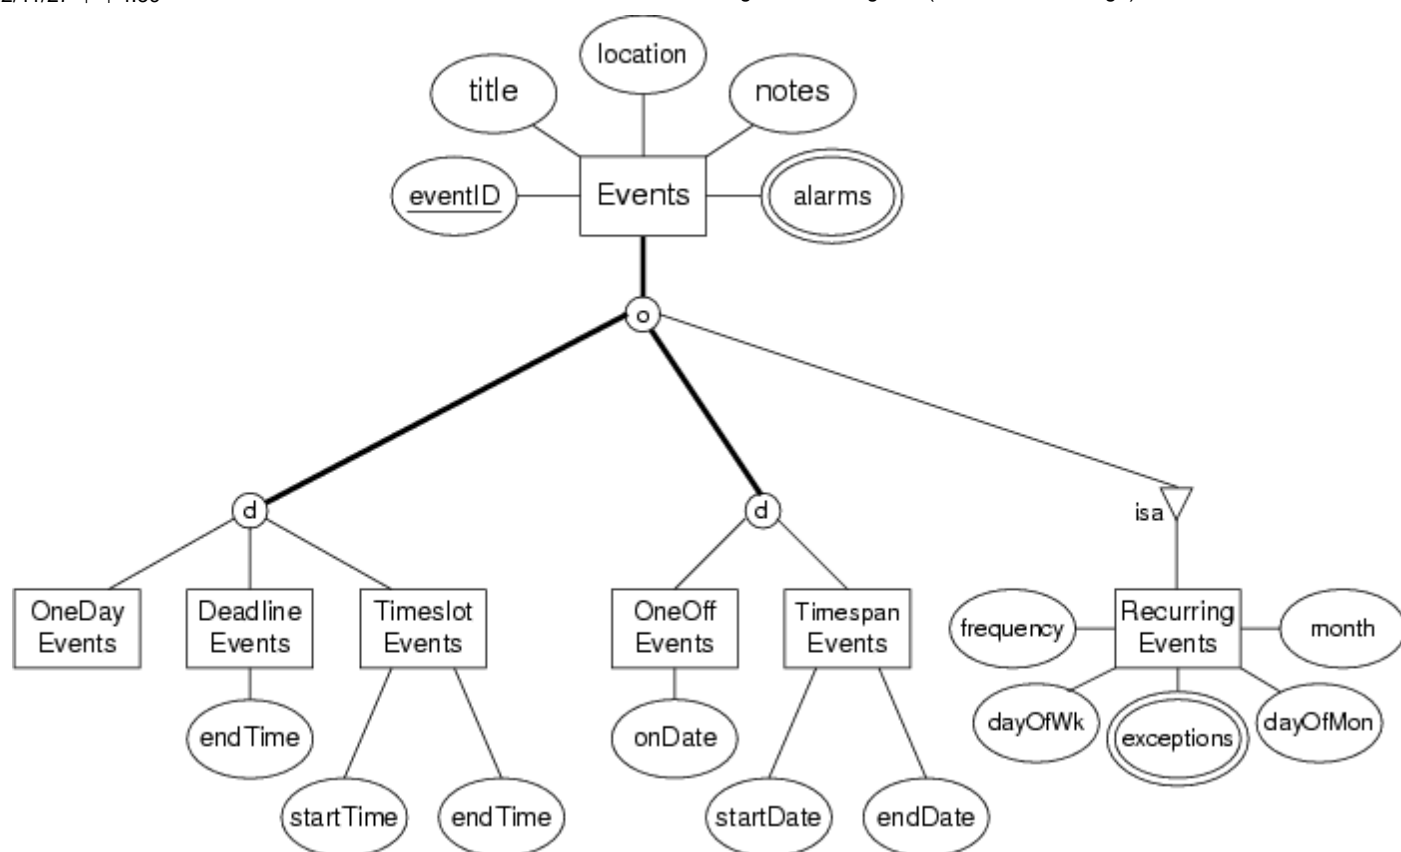 location
title
notes
eventID
Events
alarms
o
d
d
isa
OneDay
Events
Deadline
Events
Timeslot
Events
OneOff
Events
Timespan
Events
frequency
Recurring
Events
month
dayOfWk
exceptions
dayOfMon
endTime
onDate
startTime
endTime
startDate
endDate